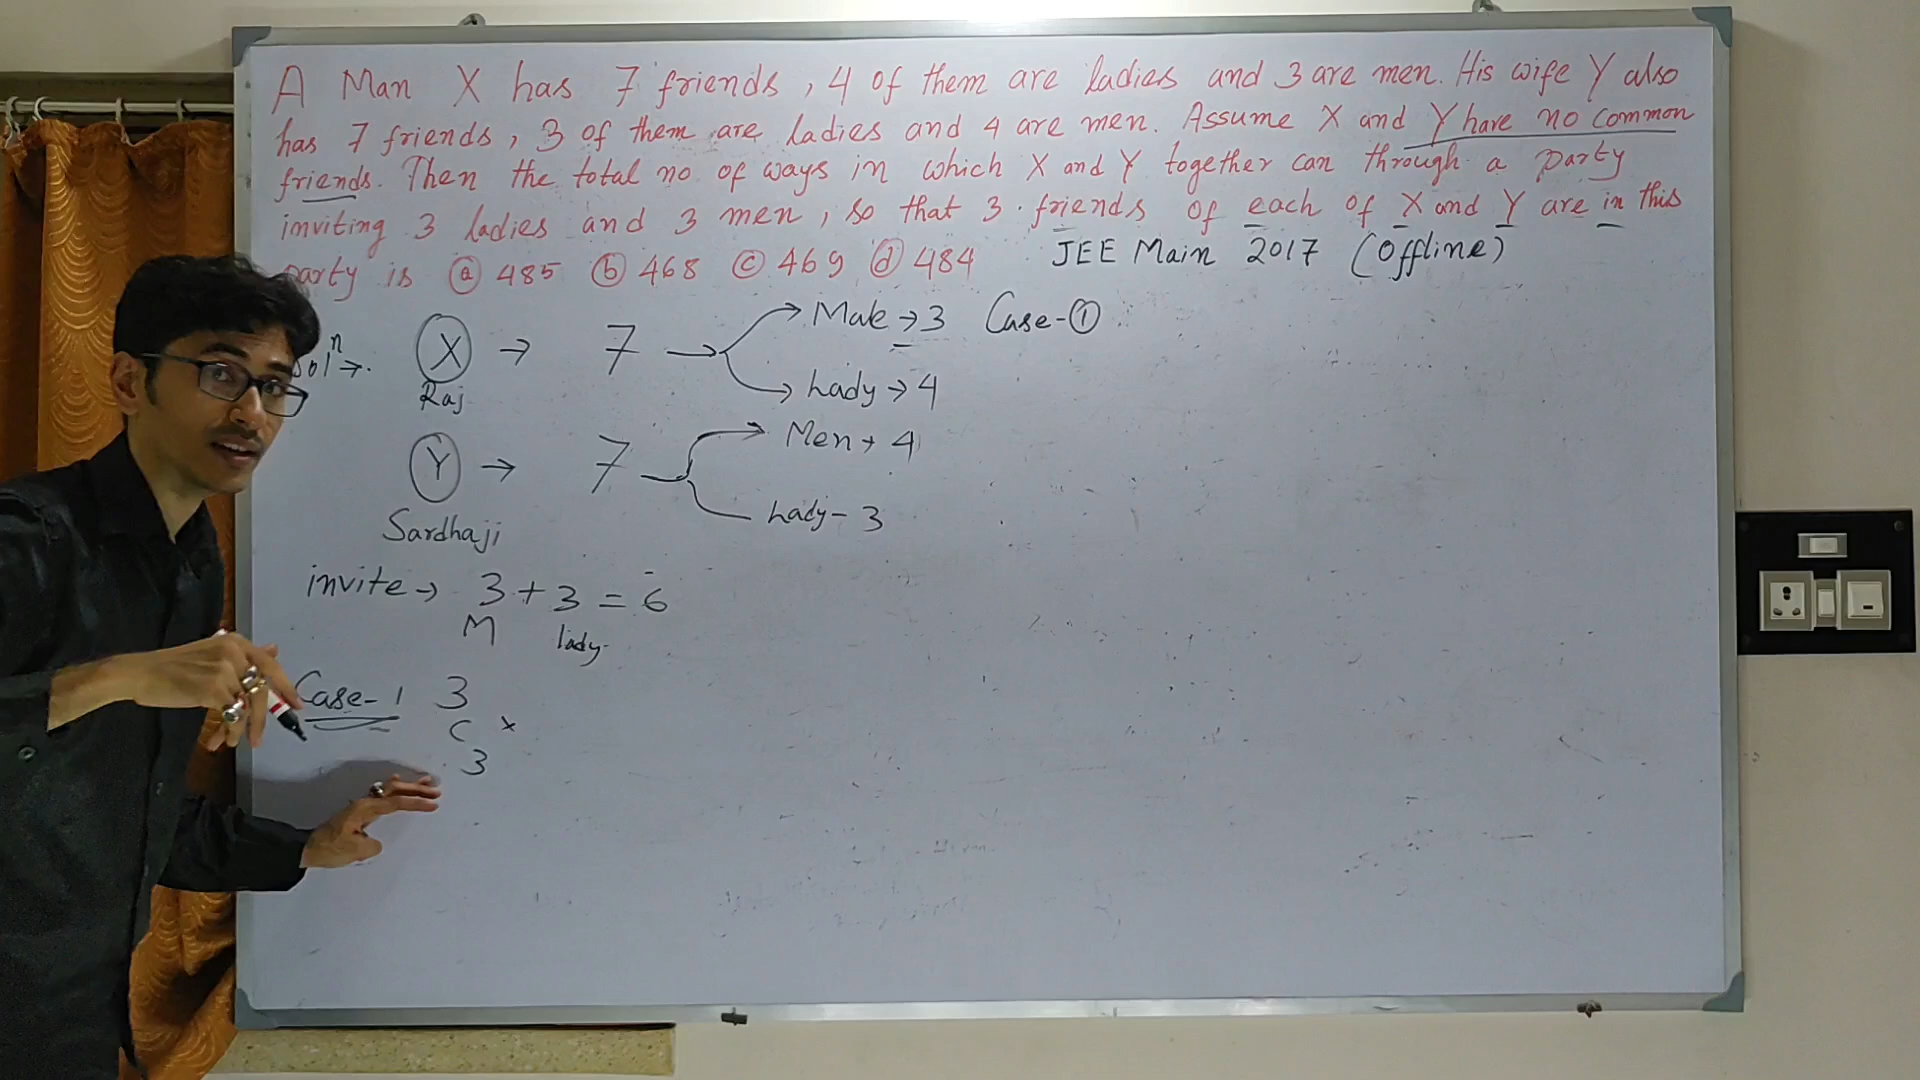 A Man X has 7 friends, 4 of them are ladies and 3 are men. His wife Y also
has 7 friends, 3 of them are ladies and 4 are men. Assume X and Y have no common
friends. Then the total no. of ways in which X and Y together can through a party
inviting 3 ladies and 3 men, so that 3 friends of each of X and Y are in this
party is ⓐ 485 ⓑ 468 ⓒ 469 ⓓ 484 JEE Main 2017 (Offline)
Male → 3 Case-①
Solⁿ → X → 7 →
Raj
Lady → 4
Men → 4
Y → 7
Lady - 3
Sardhaji
invite → 3 + 3 = 6
M lady
Case-1 3
C ×
3